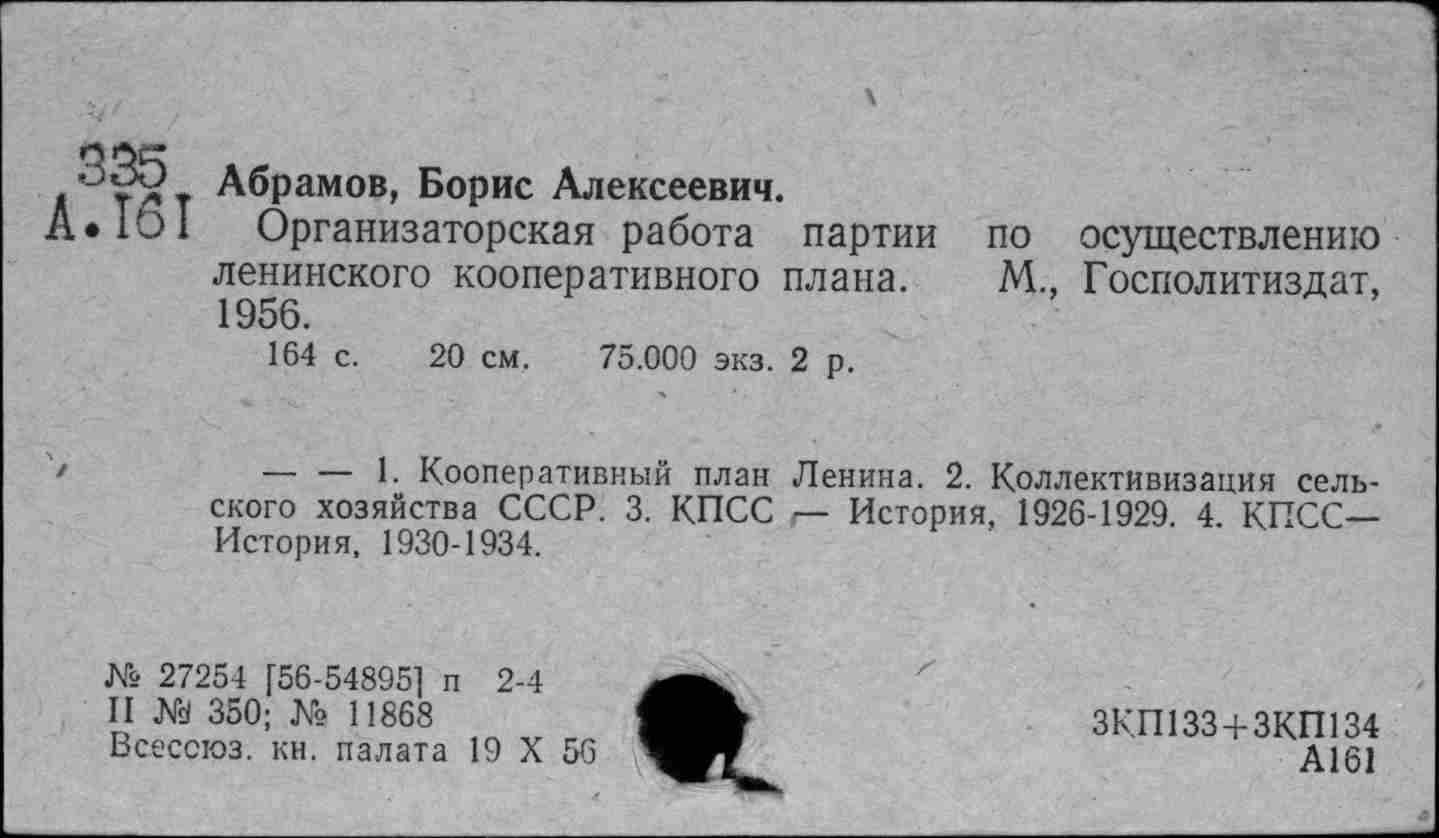 335
А.161
Абрамов, Борис Алексеевич.
Организаторская работа партии по осуществлению
ленинского кооперативного плана. М., Госполитиздат,
1956.
164 с. 20 см. 75.000 экз. 2 р.
— — 1. Кооперативный план Ленина. 2. Коллективизация сель-
ского хозяйства СССР. 3. КПСС — История, 1926-1929. 4. КПСС—
История, 1930-1934.
№ 27254 [56-54895] п 2-4
II № 350; № 11868
Всесоюз. кн. палата 19 X 56
3КП133+3КП134
А161